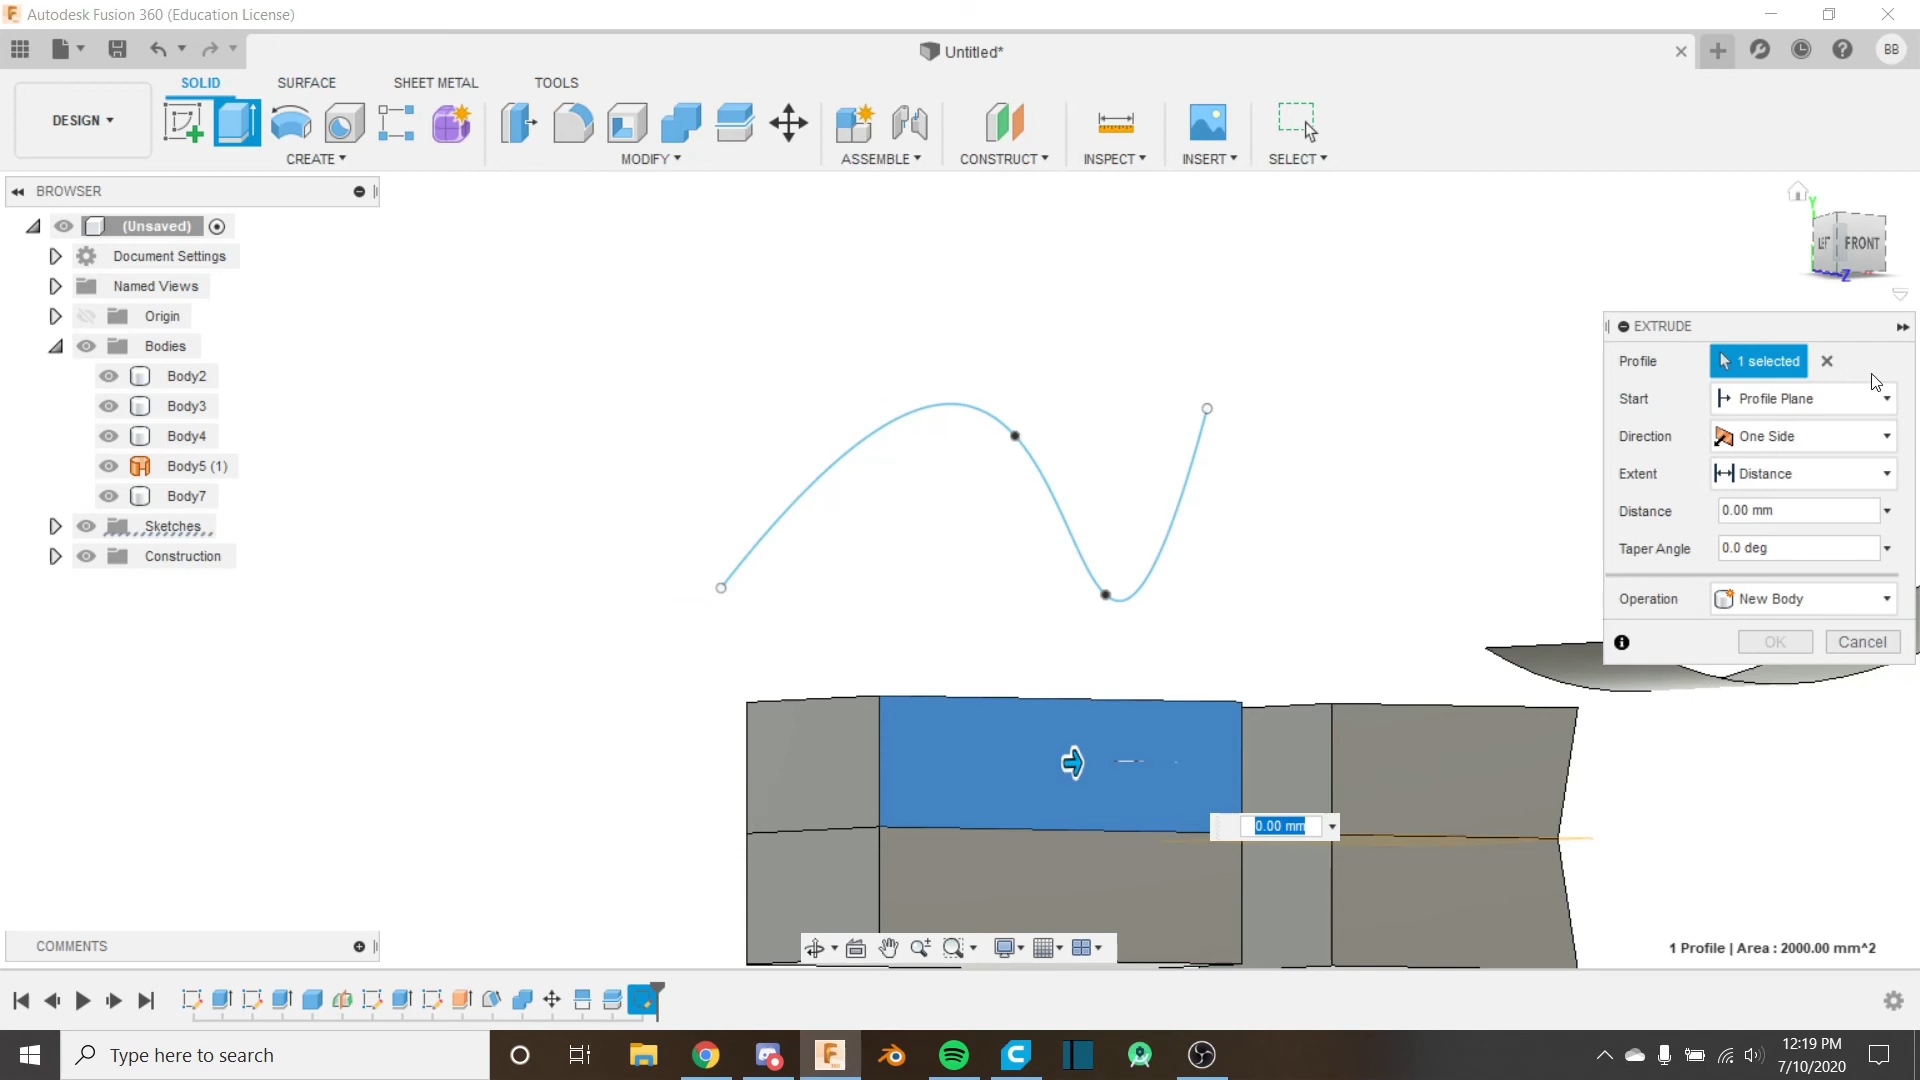 Autodesk Fusion 360 (Education License)
Untitled*
BB
SOLID SURFACE SHEET METAL TOOLS
DESIGN
CREATE MODIFY ASSEMBLE CONSTRUCT INSPECT INSERT SELECT
BROWSER
(Unsaved)
Document Settings
Named Views
Origin
Bodies
Body2
Body3
Body4
Body5 (1)
Body7
Sketches
Construction
Y
LEFT FRONT
Z
EXTRUDE
Profile 1 selected
Start Profile Plane
Direction One Side
Extent Distance
Distance 0.00 mm
Taper Angle 0.0 deg
Operation New Body
OK Cancel
0.00 mm
COMMENTS
1 Profile | Area : 2000.00 mm^2
Type here to search
12:19 PM
7/10/2020